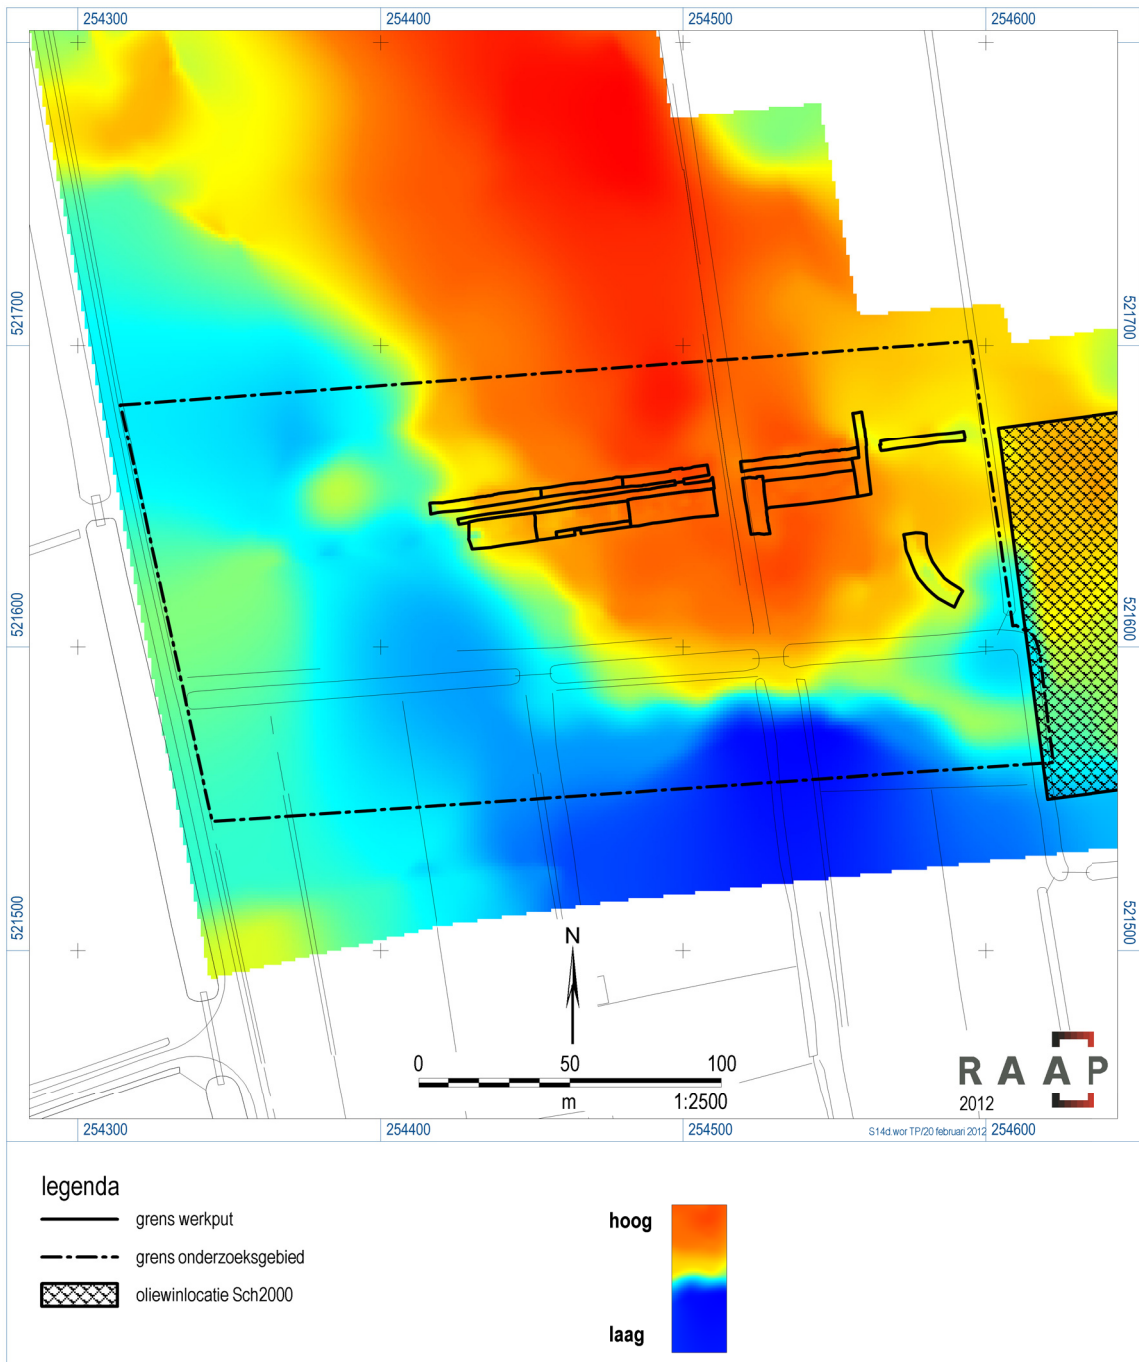 254300 254400 254500 254600
521700 521700
521600 521600
521500 521500
N
0 50 100
m 1:2500
RAAP
2012
S14d.wor TP/20 februari 2012
254300 254400 254500 254600
legenda
grens werkput
grens onderzoeksgebied
oliewinlocatie Sch2000
hoog
laag